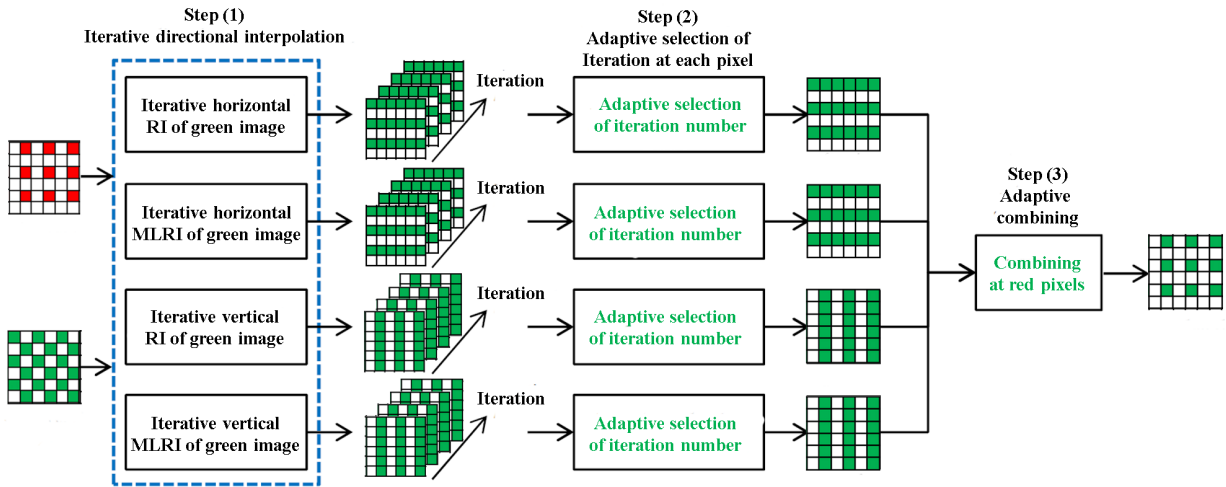 Step (1)
Iterative directional interpolation
Step (2)
Adaptive selection of
Iteration at each pixel
Iterative horizontal
RI of green image
Iteration
Adaptive selection
of iteration number
Iterative horizontal
MLRI of green image
Iteration
Adaptive selection
of iteration number
Step (3)
Adaptive
combining
Combining
at red pixels
Iterative vertical
RI of green image
Iteration
Adaptive selection
of iteration number
Iterative vertical
MLRI of green image
Iteration
Adaptive selection
of iteration number